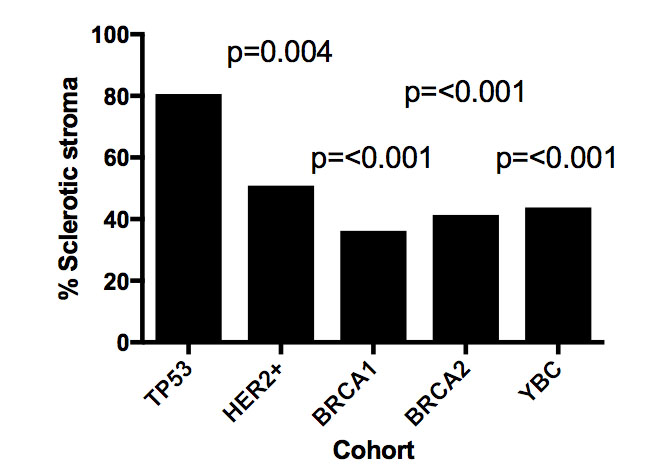 100
80
60
40
20
0
% Sclerotic stroma
p=0.004
p=<0.001
p=<0.001
p=<0.001
TP53
HER2+
BRCA1
BRCA2
YBC
Cohort